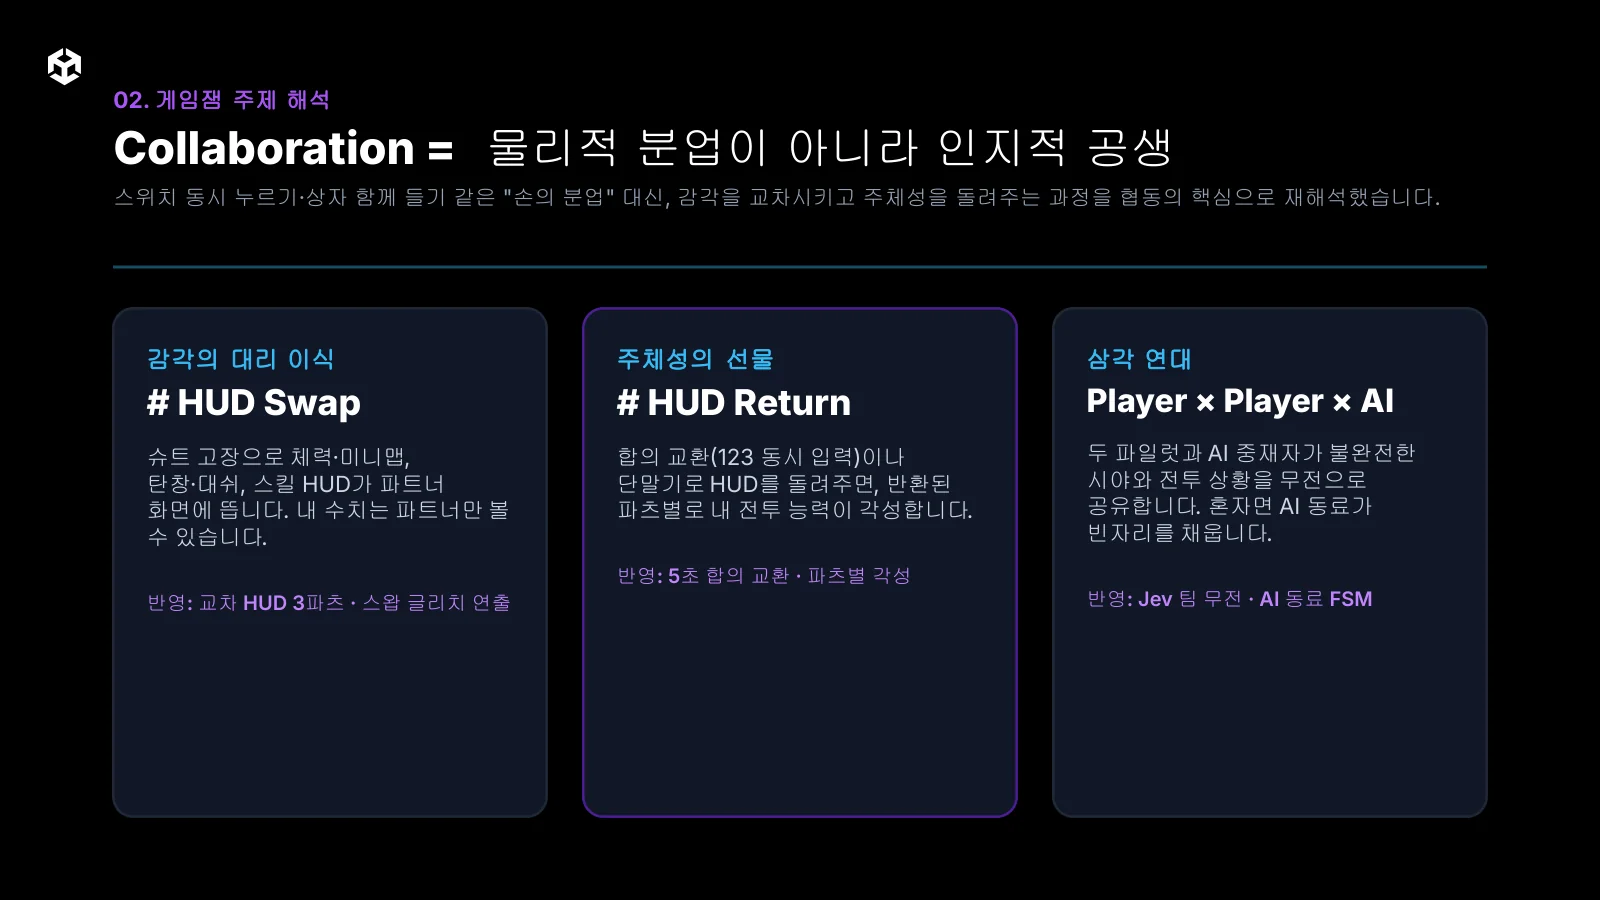 02. 게임잼 주제 해석
Collaboration = 물리적 분업이 아니라 인지적 공생
스위치 동시 누르기·상자 함께 들기 같은 "손의 분업" 대신, 감각을 교차시키고 주체성을 돌려주는 과정을 협동의 핵심으로 재해석했습니다.
감각의 대리 이식
# HUD Swap
슈트 고장으로 체력·미니맵,
탄창·대쉬, 스킬 HUD가 파트너
화면에 뜹니다. 내 수치는 파트너만 볼
수 있습니다.
반영: 교차 HUD 3파츠 · 스왑 글리치 연출
주체성의 선물
# HUD Return
합의 교환(123 동시 입력)이나
단말기로 HUD를 돌려주면, 반환된
파츠별로 내 전투 능력이 각성합니다.
반영: 5초 합의 교환 · 파츠별 각성
삼각 연대
Player × Player × AI
두 파일럿과 AI 중재자가 불완전한
시야와 전투 상황을 무전으로
공유합니다. 혼자면 AI 동료가
빈자리를 채웁니다.
반영: Jev 팀 무전 · AI 동료 FSM